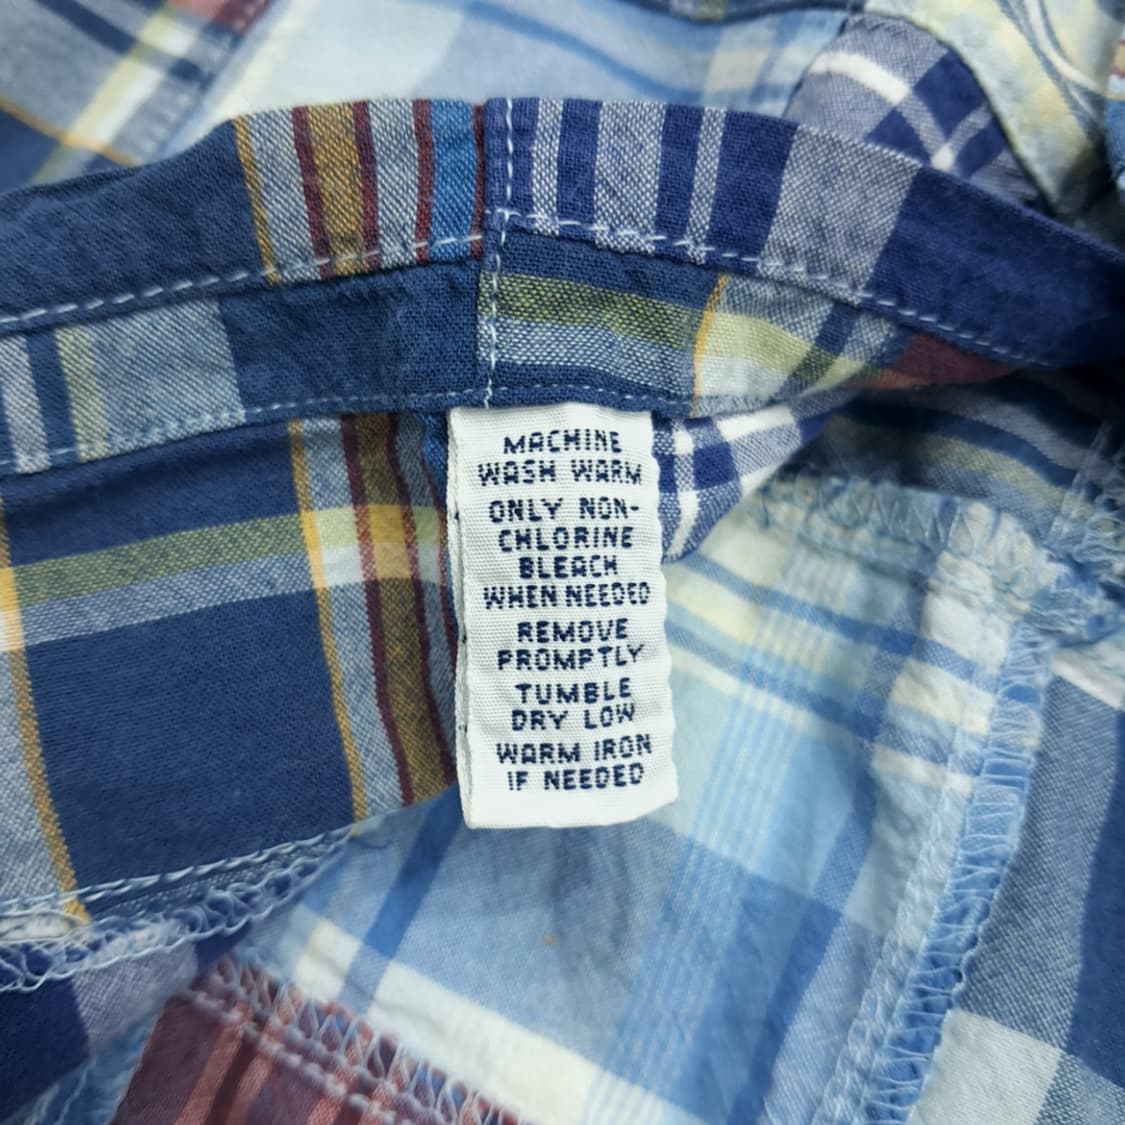 MACHINE
WASH WARM
ONLY NON-
CHLORINE
BLEACH
WHEN NEEDED
REMOVE
PROMPTLY
TUMBLE
DRY LOW
WARM IRON
IF NEEDED